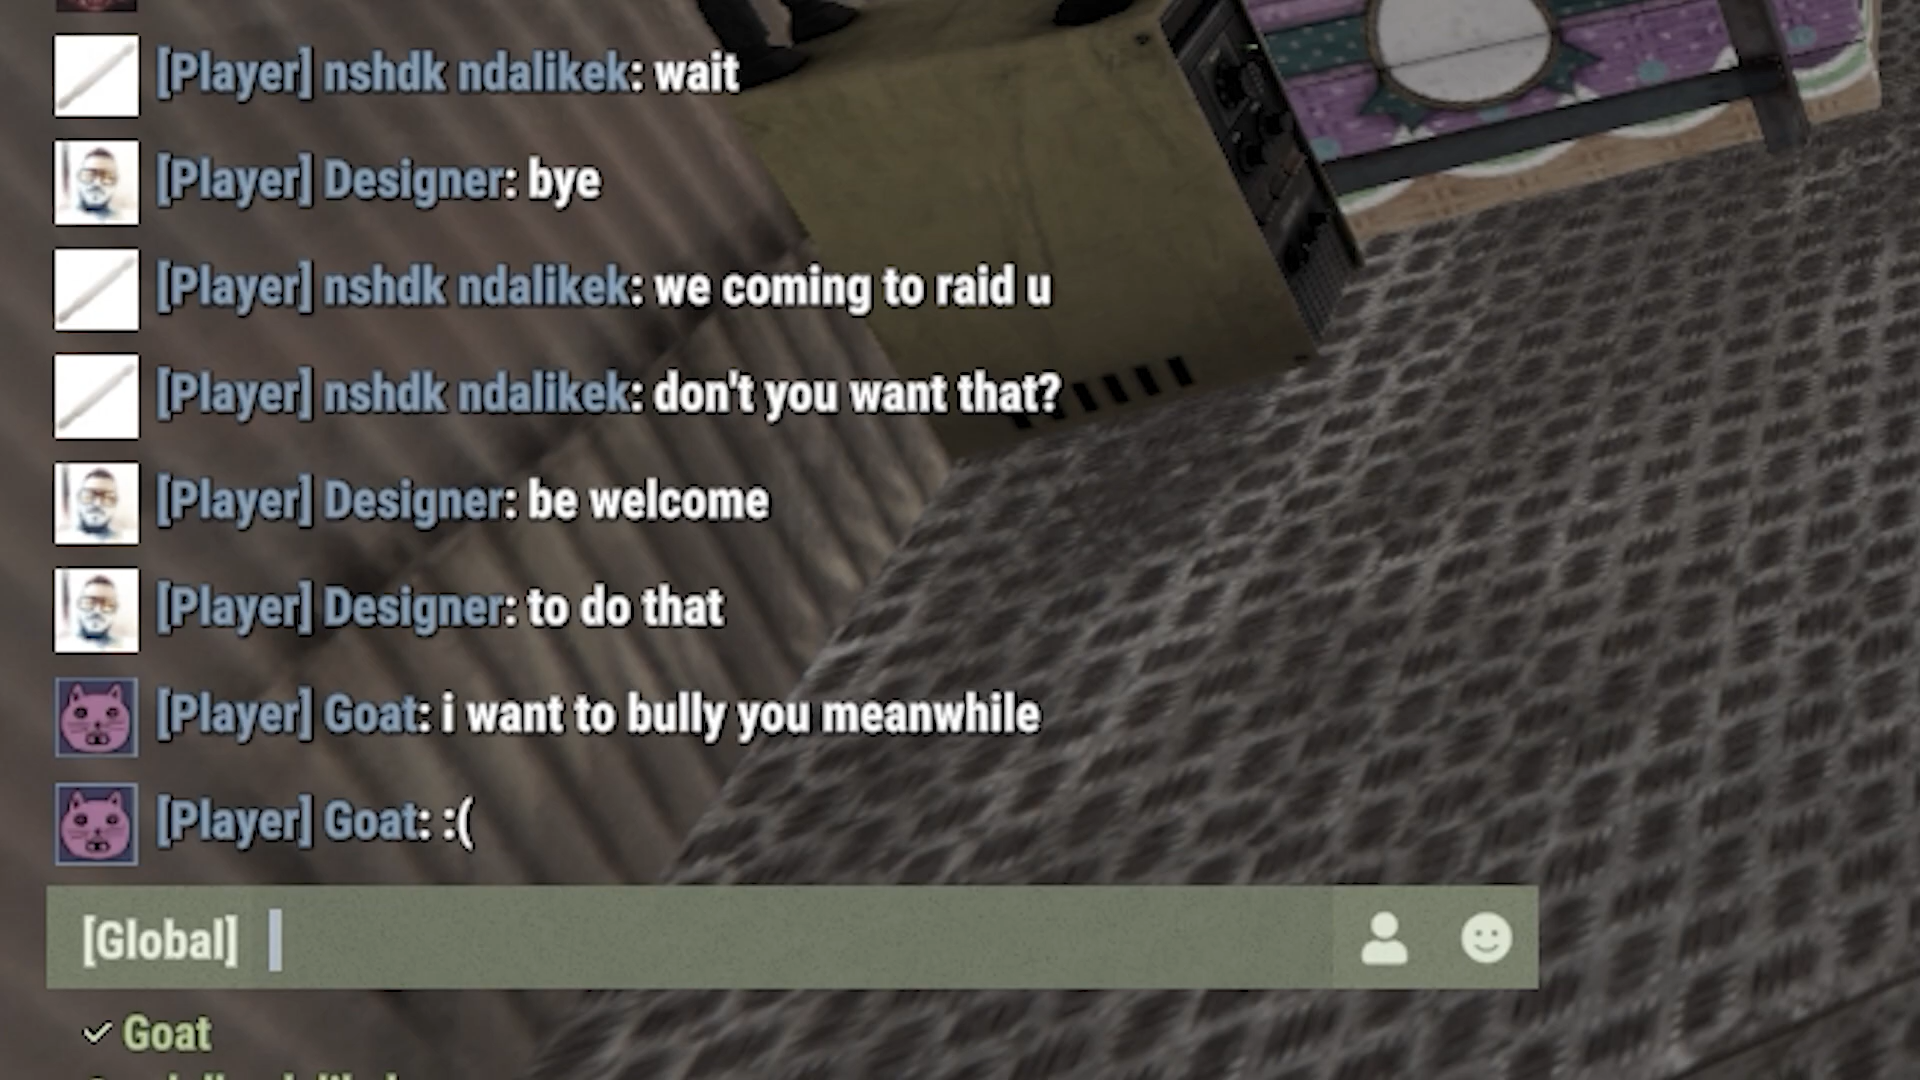 [Player] nshdk ndalikek: wait
[Player] Designer: bye
[Player] nshdk ndalikek: we coming to raid u
[Player] nshdk ndalikek: don't you want that?
[Player] Designer: be welcome
[Player] Designer: to do that
[Player] Goat: i want to bully you meanwhile
[Player] Goat: :(
[Global]
Goat